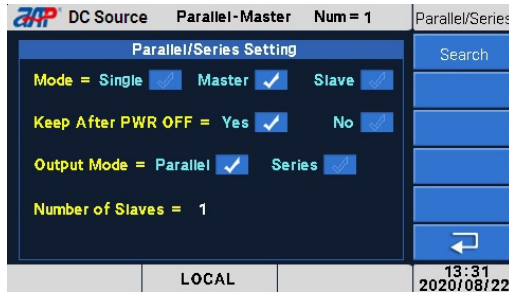 DC Source Parallel-Master Num = 1 Parallel/Series
Parallel/Series Setting
Search
Mode = Single Master Slave
Keep After PWR OFF = Yes No
Output Mode = Parallel Series
Number of Slaves = 1
LOCAL
13:31
2020/08/22